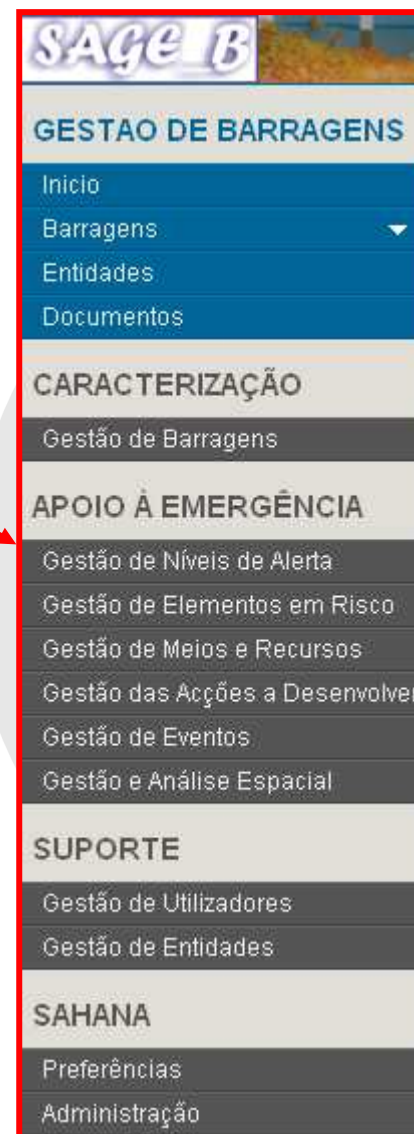 SAGE B
GESTAO DE BARRAGENS
Inicio
Barragens
Entidades
Documentos
CARACTERIZAÇÃO
Gestão de Barragens
APOIO À EMERGÊNCIA
Gestão de Níveis de Alerta
Gestão de Elementos em Risco
Gestão de Meios e Recursos
Gestão das Acções a Desenvolver
Gestão de Eventos
Gestão e Análise Espacial
SUPORTE
Gestão de Utilizadores
Gestão de Entidades
SAHANA
Preferências
Administração